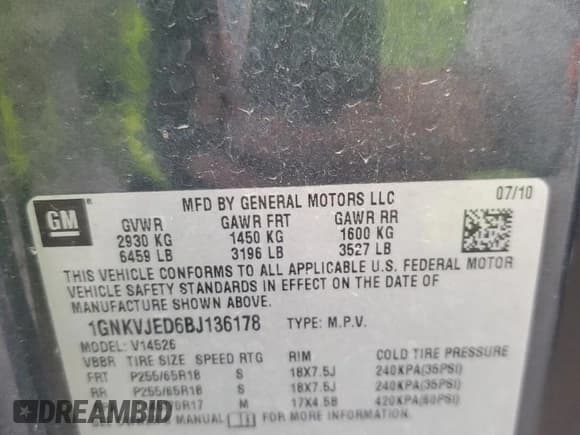 MFD BY GENERAL MOTORS LLC 07/10
GM
GVWR GAWR FRT GAWR RR
2930 KG 1450 KG 1600 KG
6459 LB 3196 LB 3527 LB
THIS VEHICLE CONFORMS TO ALL APPLICABLE U.S. FEDERAL MOTOR
VEHICLE SAFETY STANDARDS IN EFFECT ON THE DATE OF
MANUFACTURE SHOWN ABOVE.
1GNKVJED6BJ136178 TYPE: M.P.V.
MODEL: V14526
VBBR TIRE SIZE SPEED RTG RIM
FRT P255/65R18 S 18X7.5J 240KPA(35PSI)
RR P255/65R18 S 18X7.5J 240KPA(35PSI)
R17 M 17X4.5B 420KPA(60PSI)
MANUAL FOR MORE INFORMATION
DREAMBID